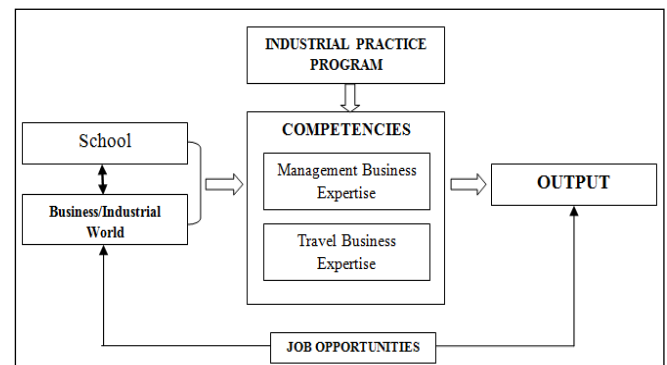 INDUSTRIAL PRACTICE
PROGRAM
COMPETENCIES
School
Management Business
Expertise
OUTPUT
Business/Industrial
World
Travel Business
Expertise
JOB OPPORTUNITIES